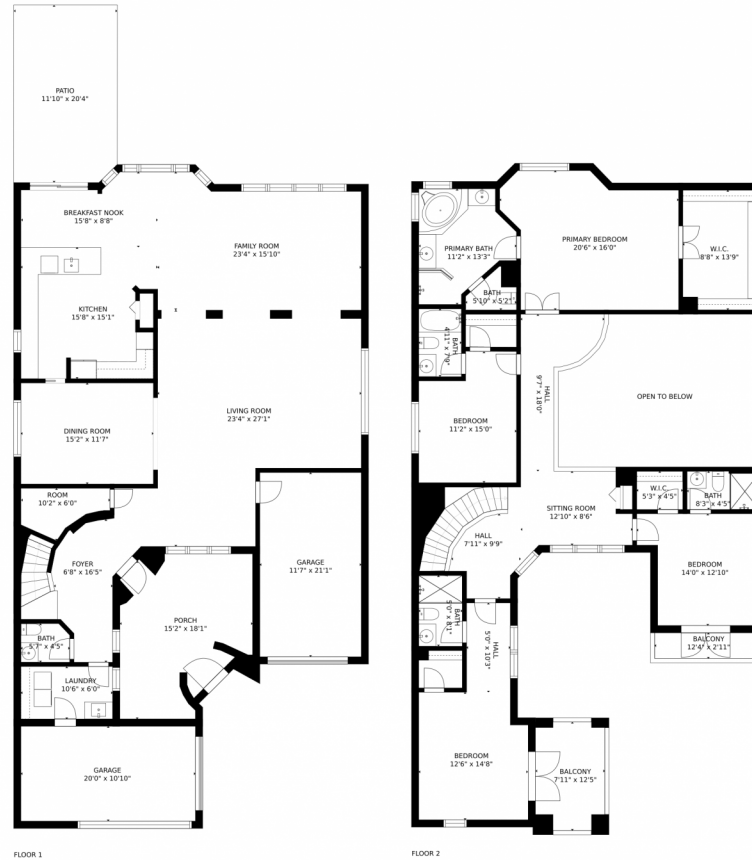 PATIO
11'10" x 20'4"
BREAKFAST NOOK
15'8" x 8'8"
FAMILY ROOM
23'4" x 15'10"
KITCHEN
15'8" x 15'1"
DINING ROOM
15'2" x 11'7"
LIVING ROOM
23'4" x 27'1"
ROOM
10'2" x 6'0"
FOYER
6'8" x 16'5"
GARAGE
11'7" x 21'1"
PORCH
15'2" x 18'1"
BATH
5'7" x 4'5"
LAUNDRY
10'6" x 6'0"
GARAGE
20'0" x 10'10"
FLOOR 1
PRIMARY BATH
11'2" x 13'3"
PRIMARY BEDROOM
20'6" x 16'0"
W.I.C.
8'8" x 13'9"
BATH
5'10" x 5'2"
BATH
4'11" x 7'9"
HALL
9'7" x 18'0"
OPEN TO BELOW
BEDROOM
11'2" x 15'0"
W.I.C.
5'3" x 4'5"
BATH
8'3" x 4'5"
SITTING ROOM
12'10" x 8'6"
HALL
7'11" x 9'9"
BEDROOM
14'0" x 12'10"
BATH
5'0" x 8'1"
HALL
5'0" x 10'3"
BALCONY
12'4" x 2'11"
BEDROOM
12'6" x 14'8"
BALCONY
7'11" x 12'5"
FLOOR 2